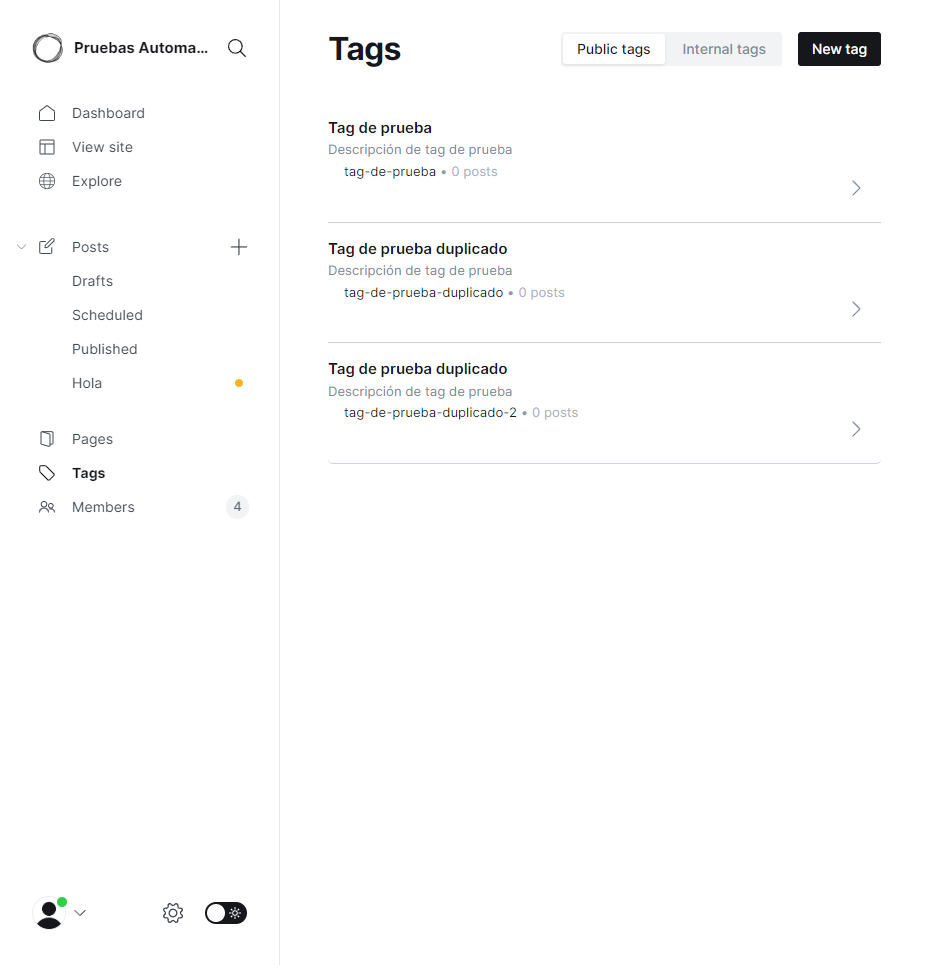 Pruebas Automa...
Dashboard
View site
Explore
Posts
Drafts
Scheduled
Published
Hola
Pages
Tags
Members 4
Tags
Public tags Internal tags New tag
Tag de prueba
Descripción de tag de prueba
tag-de-prueba • 0 posts
Tag de prueba duplicado
Descripción de tag de prueba
tag-de-prueba-duplicado • 0 posts
Tag de prueba duplicado
Descripción de tag de prueba
tag-de-prueba-duplicado-2 • 0 posts